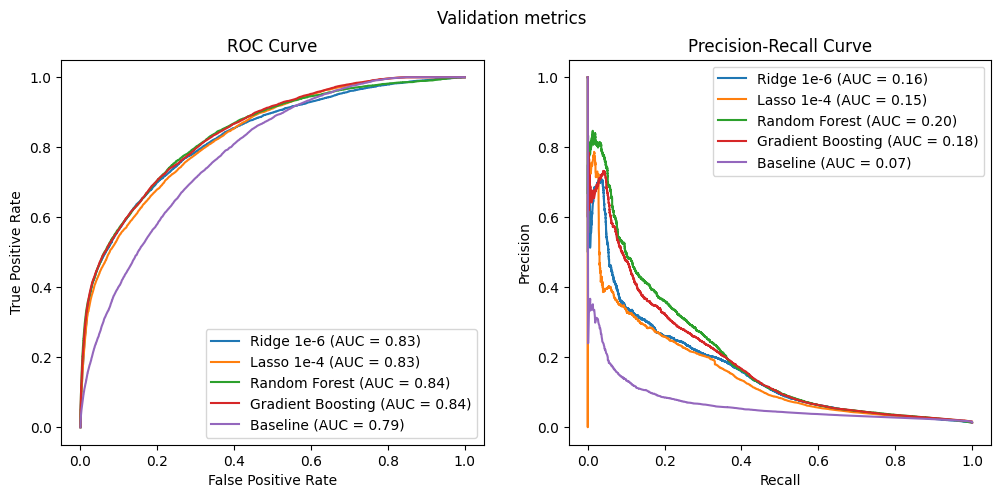 Validation metrics
ROC Curve
True Positive Rate
1.0
0.8
0.6
0.4
0.2
0.0
Ridge 1e-6 (AUC = 0.83)
Lasso 1e-4 (AUC = 0.83)
Random Forest (AUC = 0.84)
Gradient Boosting (AUC = 0.84)
Baseline (AUC = 0.79)
0.0 0.2 0.4 0.6 0.8 1.0
False Positive Rate
Precision-Recall Curve
Precision
1.0
0.8
0.6
0.4
0.2
0.0
Ridge 1e-6 (AUC = 0.16)
Lasso 1e-4 (AUC = 0.15)
Random Forest (AUC = 0.20)
Gradient Boosting (AUC = 0.18)
Baseline (AUC = 0.07)
0.0 0.2 0.4 0.6 0.8 1.0
Recall